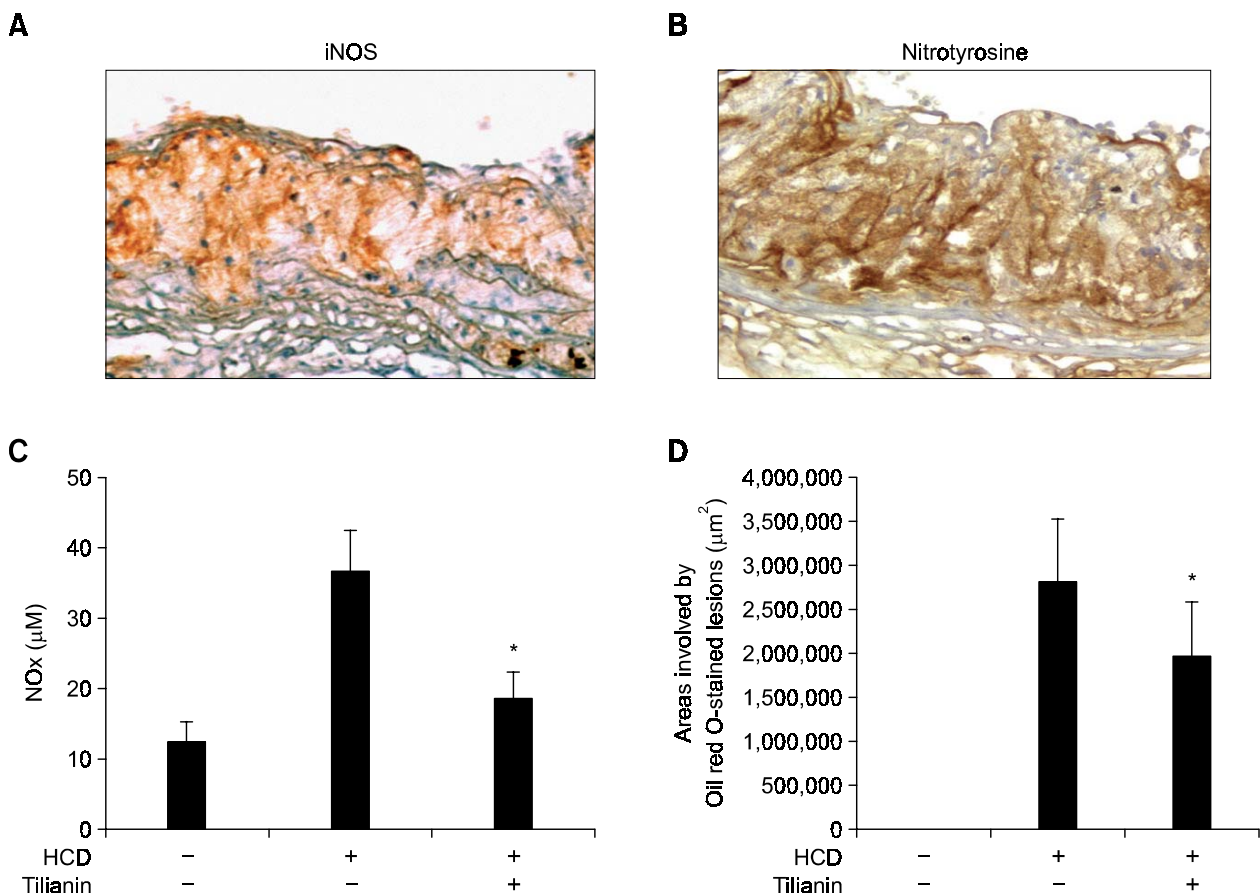 A
iNOS
B
Nitrotyrosine
C
NOx (μM)
50
40
30
20
10
0
HCD − + +
Tilianin − − +
*
D
Areas involved by
Oil red O-stained lesions (μm²)
4,000,000
3,500,000
3,000,000
2,500,000
2,000,000
1,500,000
1,000,000
500,000
0
*
HCD − + +
Tilianin − − +